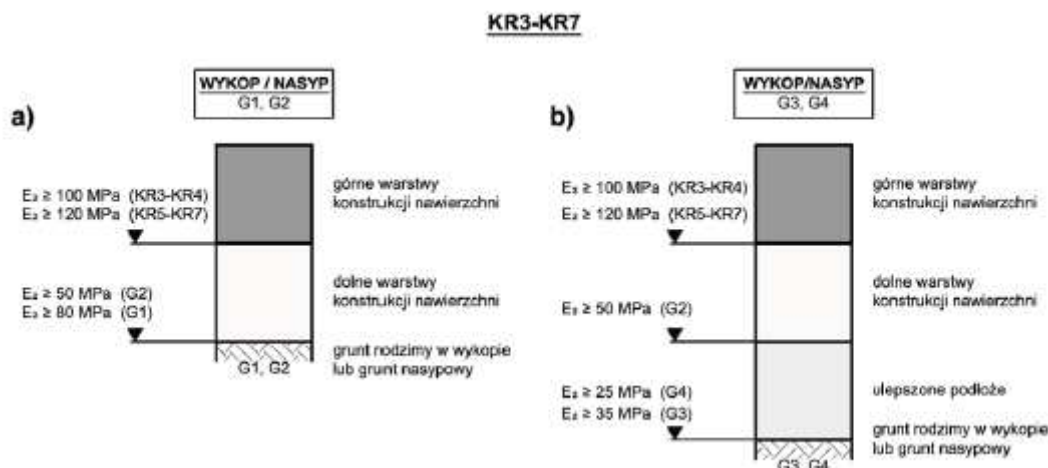 KR3-KR7
a)
WYKOP / NASYP
G1, G2
E₂ ≥ 100 MPa (KR3-KR4)
E₂ ≥ 120 MPa (KR5-KR7)
górne warstwy
konstrukcji nawierzchni
E₂ ≥ 50 MPa (G2)
E₂ ≥ 80 MPa (G1)
dolne warstwy
konstrukcji nawierzchni
grunt rodzimy w wykopie
lub grunt nasypowy
G1, G2
b)
WYKOP/NASYP
G3, G4
E₂ ≥ 100 MPa (KR3-KR4)
E₂ ≥ 120 MPa (KR5-KR7)
górne warstwy
konstrukcji nawierzchni
E₂ ≥ 50 MPa (G2)
dolne warstwy
konstrukcji nawierzchni
E₂ ≥ 25 MPa (G4)
E₂ ≥ 35 MPa (G3)
ulepszone podłoże
grunt rodzimy w wykopie
lub grunt nasypowy
G3, G4